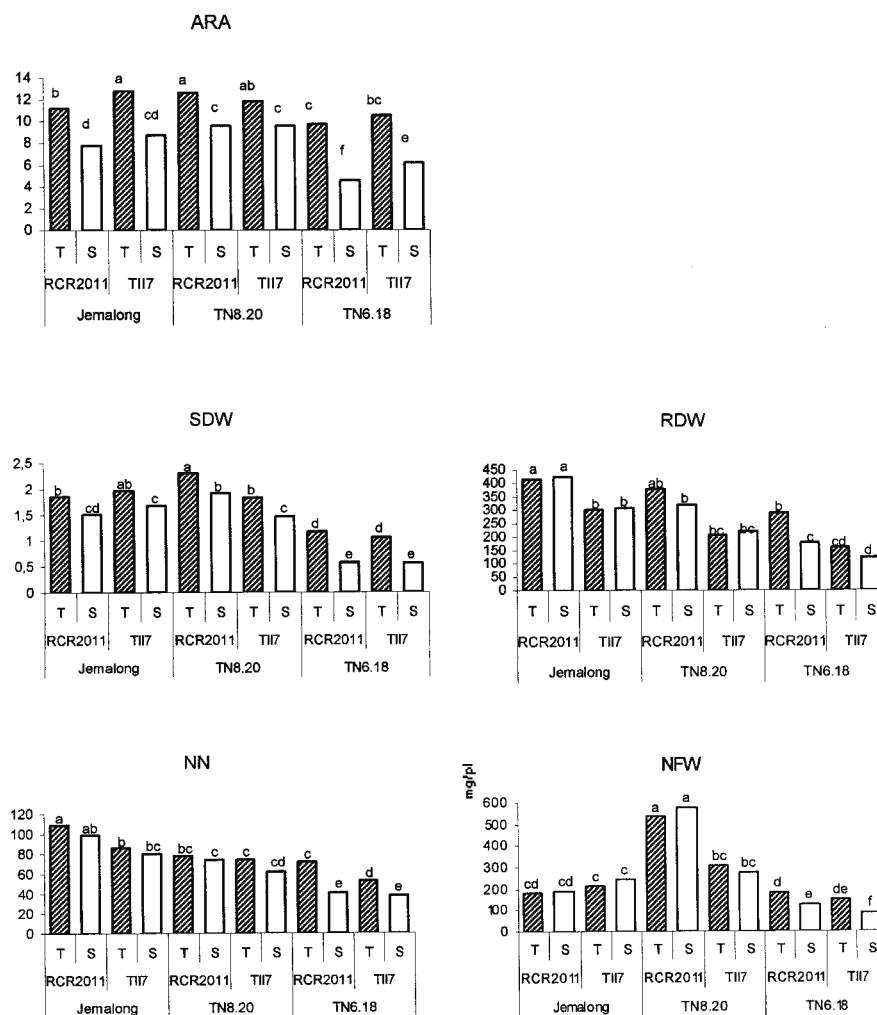 ARA
14
12
10
8
6
4
2
0
b d a cd a c ab c c f bc e
T S T S T S T S T S T S
RCR2011 TII7 RCR2011 TII7 RCR2011 TII7
Jemalong TN8.20 TN6.18
SDW
2,5
2
1,5
1
0,5
0
b cd ab c a b b c d e d e
T S T S T S T S T S T S
RCR2011 TII7 RCR2011 TII7 RCR2011 TII7
Jemalong TN8.20 TN6.18
RDW
450
400
350
300
250
200
150
100
50
0
a a b b ab b bc bc b c cd d
T S T S T S T S T S T S
RCR2011 TII7 RCR2011 TII7 RCR2011 TII7
Jemalong TN8.20 TN6.18
NN
120
100
80
60
40
20
0
a ab b bc bc c c cd c e d e
T S T S T S T S T S T S
RCR2011 TII7 RCR2011 TII7 RCR2011 TII7
Jemalong TN8.20 TN6.18
NFW
mg/pl
600
500
400
300
200
100
0
cd cd c c a a bc bc d e de f
T S T S T S T S T S T S
RCR2011 TII7 RCR2011 TII7 RCR2011 TII7
Jemalong TN8.20 TN6.18